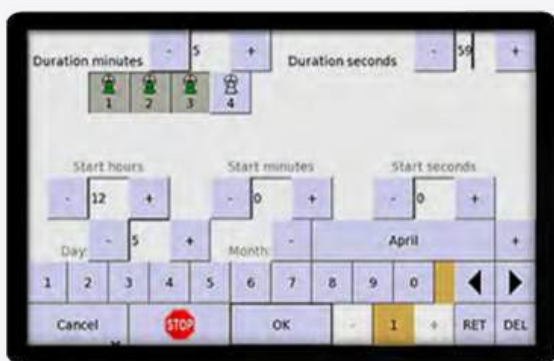 - 5 + - 59 +
Duration minutes Duration seconds
1 2 3 4
Start hours Start minutes Start seconds
- 12 + - 0 + - 0 +
Day: - 5 + Month: - April +
1 2 3 4 5 6 7 8 9 0
Cancel STOP OK - 1 + RET DEL